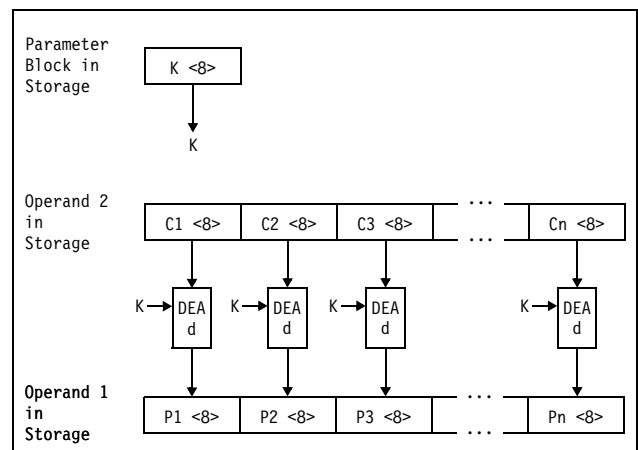 Parameter
Block in
Storage
K <8>
K
Operand 2
in
Storage
...
C1 <8> C2 <8> C3 <8> Cn <8>
...
K DEA K DEA K DEA K DEA
d d d d
Operand 1
in
Storage
...
P1 <8> P2 <8> P3 <8> Pn <8>
...